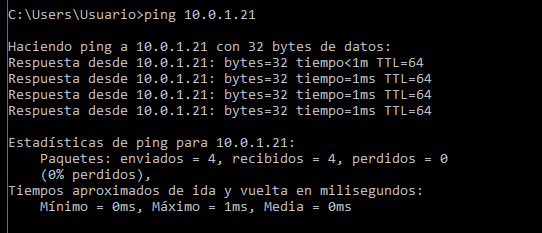 C:\Users\Usuario>ping 10.0.1.21
Haciendo ping a 10.0.1.21 con 32 bytes de datos:
Respuesta desde 10.0.1.21: bytes=32 tiempo<1m TTL=64
Respuesta desde 10.0.1.21: bytes=32 tiempo=1ms TTL=64
Respuesta desde 10.0.1.21: bytes=32 tiempo=1ms TTL=64
Respuesta desde 10.0.1.21: bytes=32 tiempo=1ms TTL=64
Estadísticas de ping para 10.0.1.21:
    Paquetes: enviados = 4, recibidos = 4, perdidos = 0
    (0% perdidos),
Tiempos aproximados de ida y vuelta en milisegundos:
    Mínimo = 0ms, Máximo = 1ms, Media = 0ms